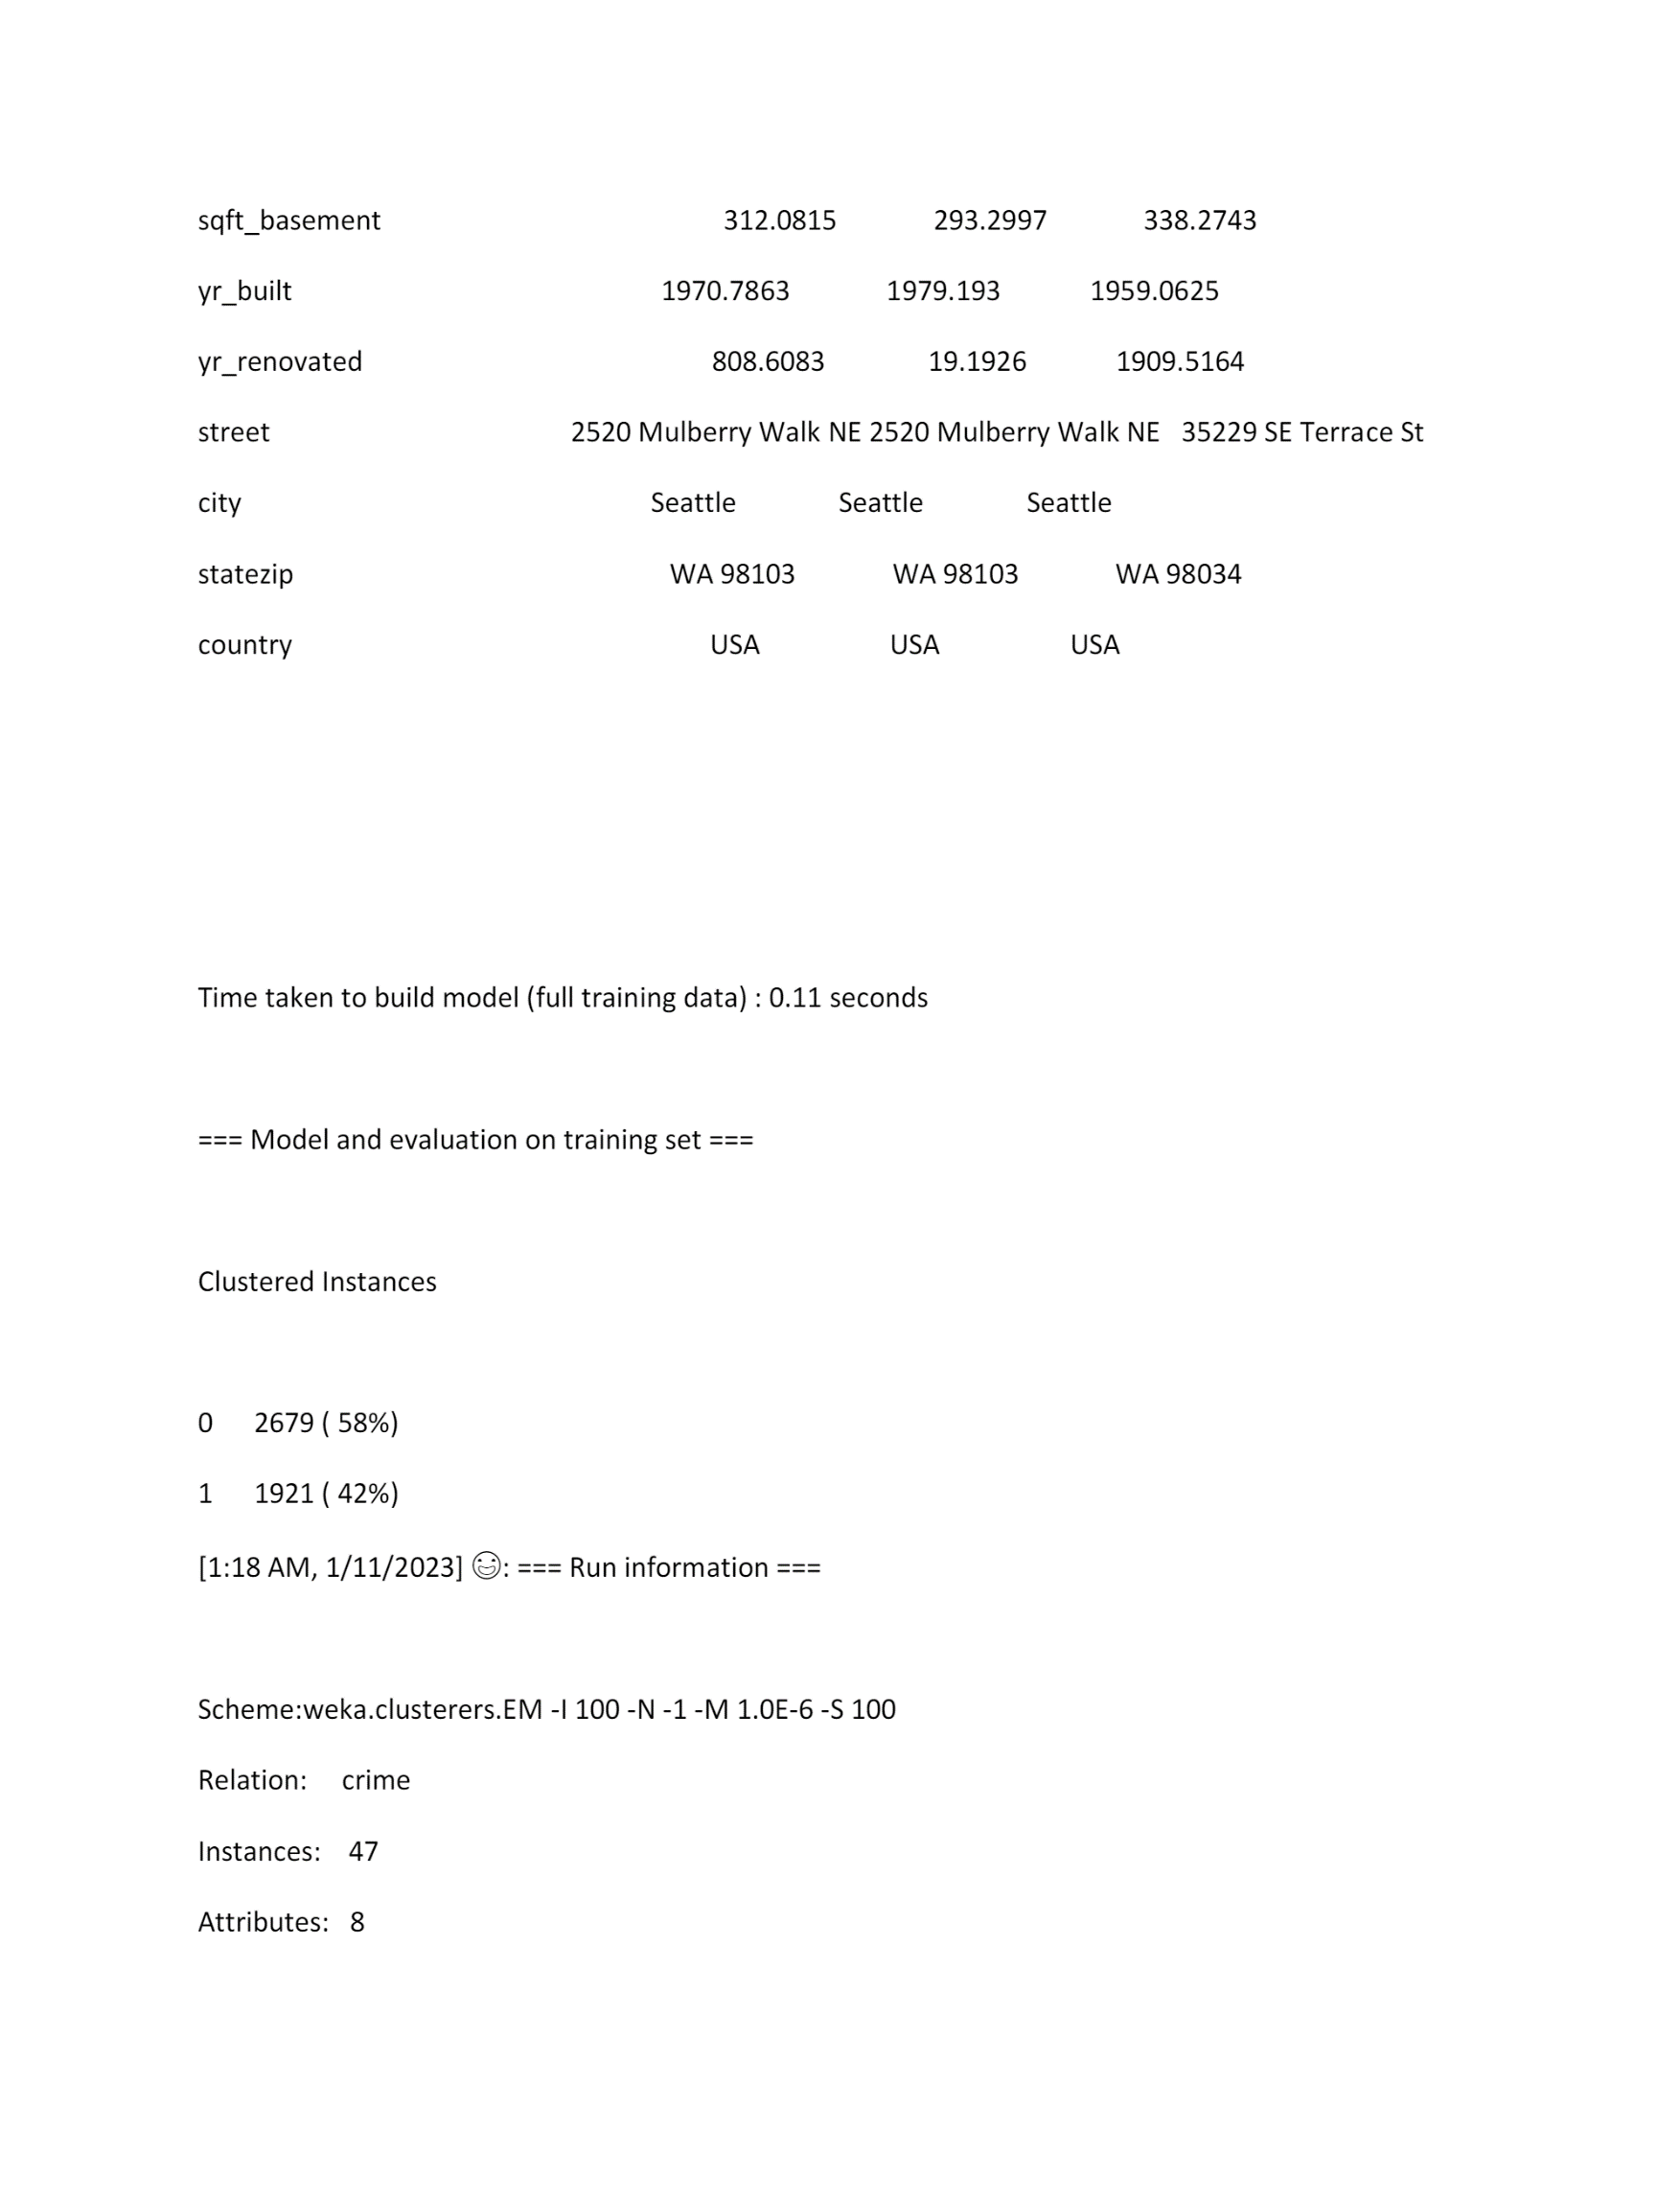 sqft_basement 312.0815 293.2997 338.2743
yr_built 1970.7863 1979.193 1959.0625
yr_renovated 808.6083 19.1926 1909.5164
street 2520 Mulberry Walk NE 2520 Mulberry Walk NE 35229 SE Terrace St
city Seattle Seattle Seattle
statezip WA 98103 WA 98103 WA 98034
country USA USA USA
Time taken to build model (full training data) : 0.11 seconds
=== Model and evaluation on training set ===
Clustered Instances
0 2679 ( 58%)
1 1921 ( 42%)
[1:18 AM, 1/11/2023] 😃: === Run information ===
Scheme:weka.clusterers.EM -I 100 -N -1 -M 1.0E-6 -S 100
Relation: crime
Instances: 47
Attributes: 8